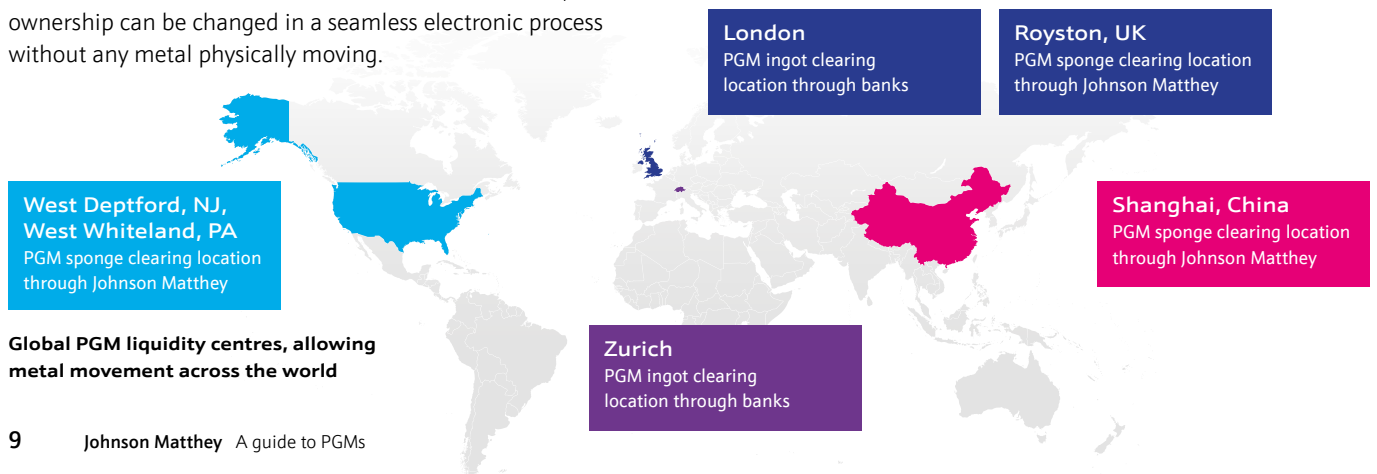 ownership can be changed in a seamless electronic process
without any metal physically moving.
London
PGM ingot clearing
location through banks
Royston, UK
PGM sponge clearing location
through Johnson Matthey
West Deptford, NJ,
West Whiteland, PA
PGM sponge clearing location
through Johnson Matthey
Shanghai, China
PGM sponge clearing location
through Johnson Matthey
Zurich
PGM ingot clearing
location through banks
Global PGM liquidity centres, allowing
metal movement across the world
9 Johnson Matthey A guide to PGMs